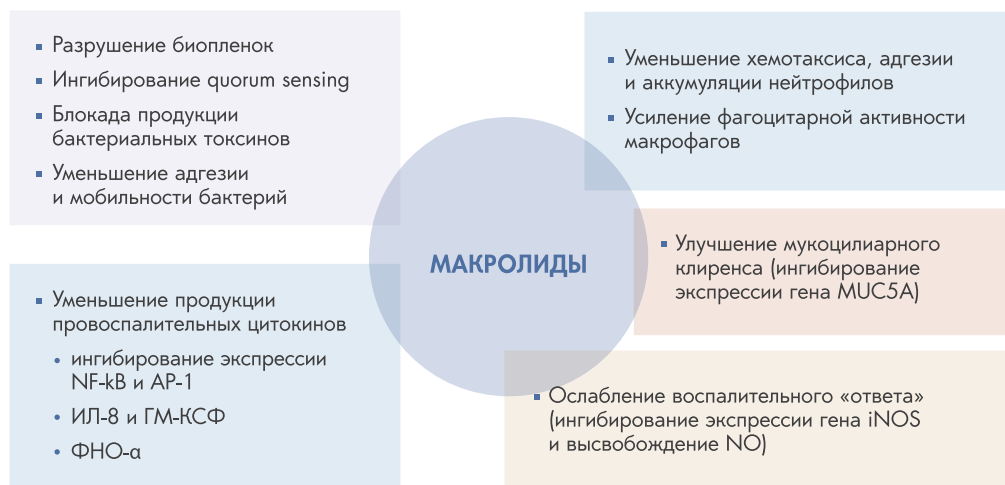 Разрушение биопленок
Ингибирование quorum sensing
Блокада продукции
бактериальных токсинов
Уменьшение адгезии
и мобильности бактерий
Уменьшение хемотаксиса, адгезии
и аккумуляции нейтрофилов
Усиление фагоцитарной активности
макрофагов
МАКРОЛИДЫ
Улучшение мукоцилиарного
клиренса (ингибирование
экспрессии гена MUC5A)
Уменьшение продукции
провоспалительных цитокинов
ингибирование экспрессии
NF-kB и AP-1
ИЛ-8 и ГМ-КСФ
ФНО-α
Ослабление воспалительного «ответа»
(ингибирование экспрессии гена iNOS
и высвобождение NO)